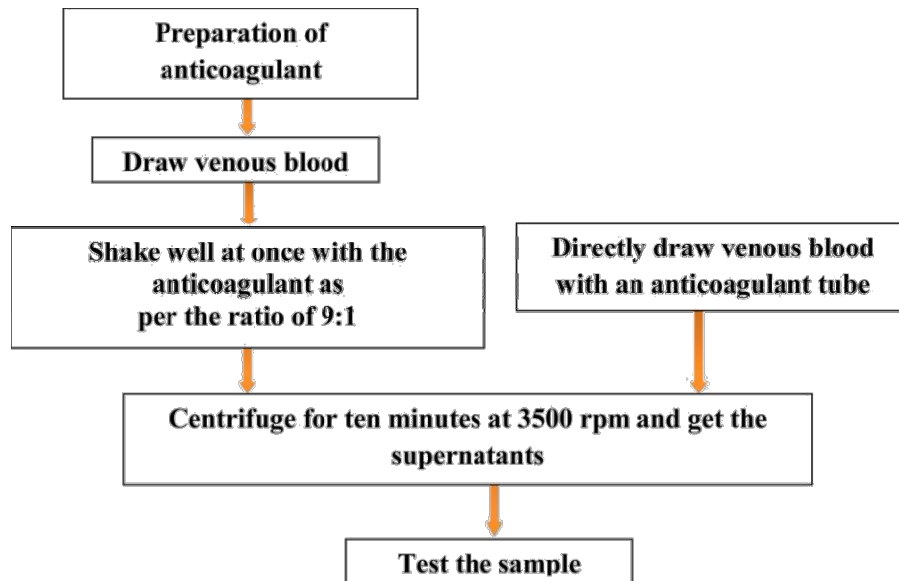 Preparation of
anticoagulant
Draw venous blood
Shake well at once with the
anticoagulant as
per the ratio of 9:1
Directly draw venous blood
with an anticoagulant tube
Centrifuge for ten minutes at 3500 rpm and get the
supernatants
Test the sample